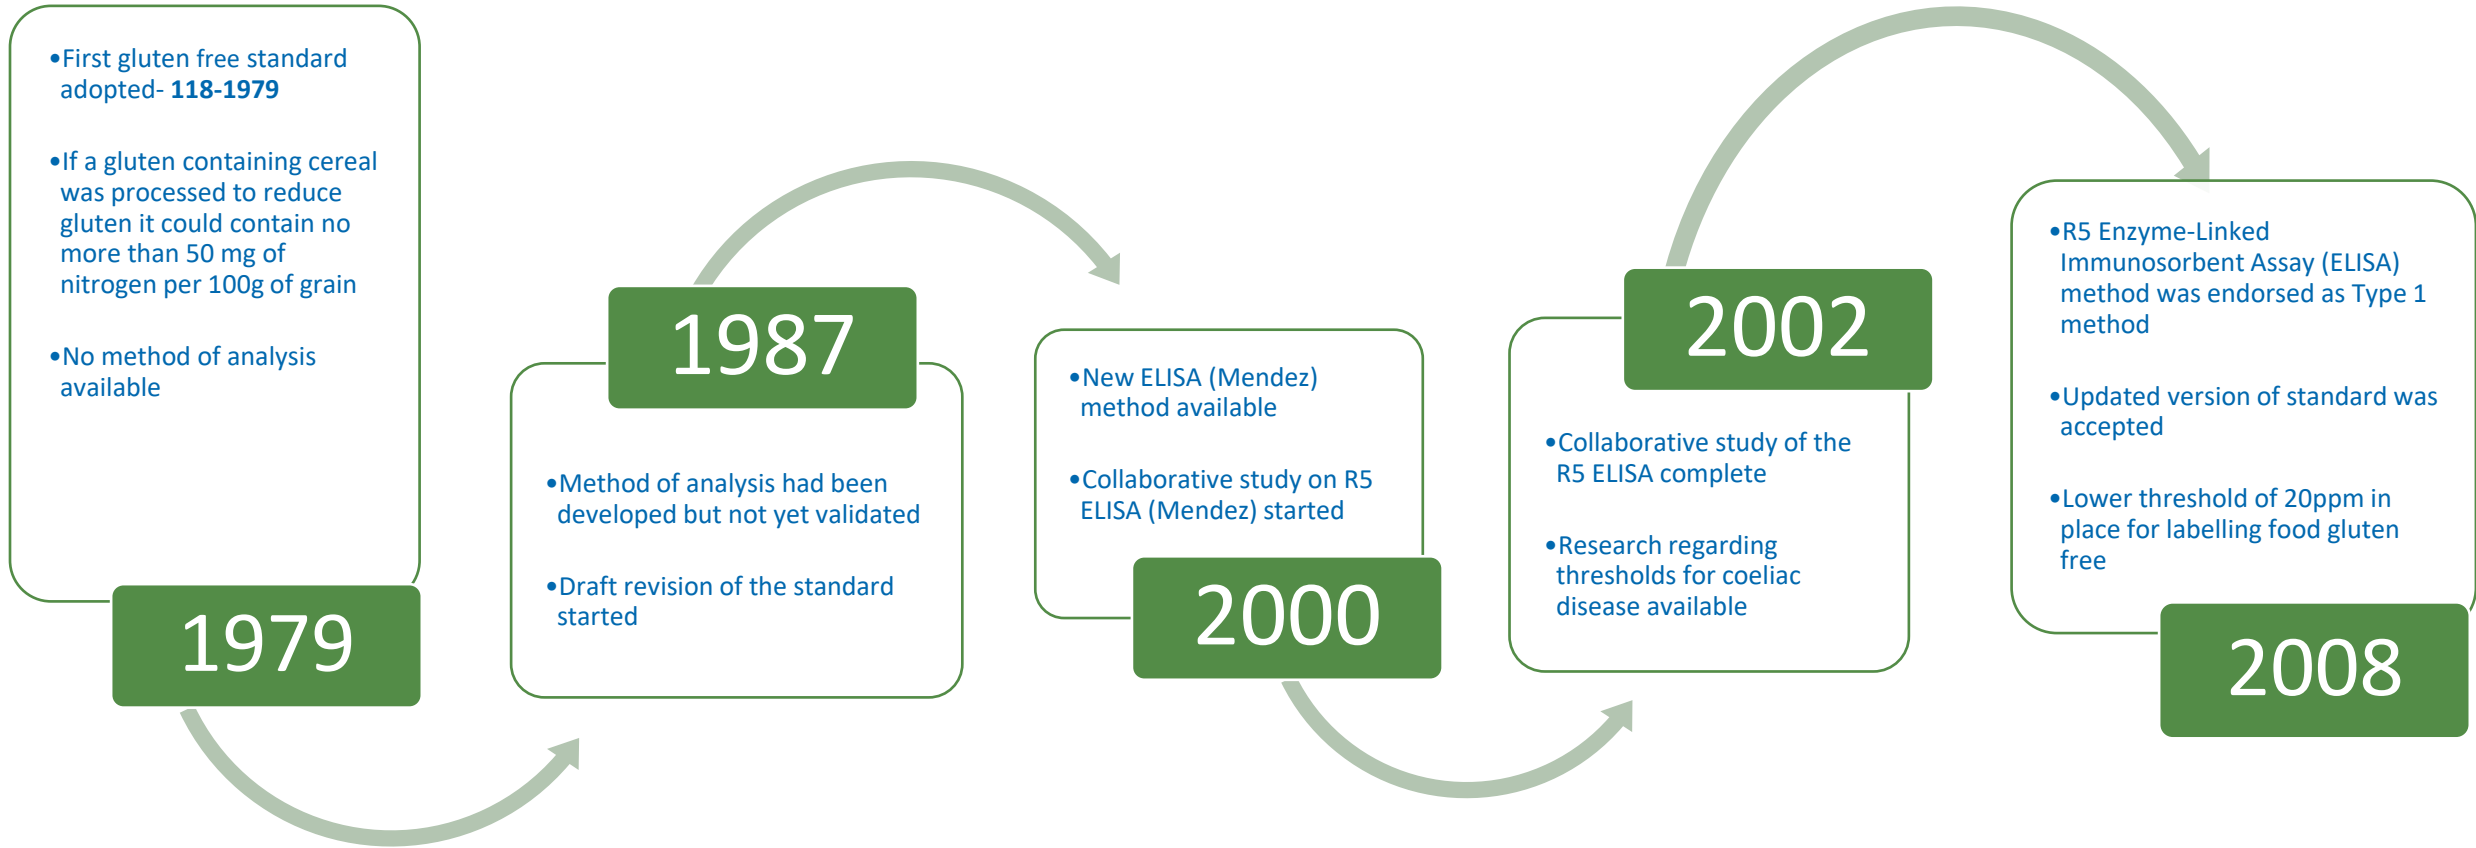 •First gluten free standard
adopted- 118-1979
•If a gluten containing cereal
was processed to reduce
gluten it could contain no
more than 50 mg of
nitrogen per 100g of grain
•No method of analysis
available
1979
1987
•Method of analysis had been
developed but not yet validated
•Draft revision of the standard
started
•New ELISA (Mendez)
method available
•Collaborative study on R5
ELISA (Mendez) started
2000
2002
•Collaborative study of the
R5 ELISA complete
•Research regarding
thresholds for coeliac
disease available
•R5 Enzyme-Linked
Immunosorbent Assay (ELISA)
method was endorsed as Type 1
method
•Updated version of standard was
accepted
•Lower threshold of 20ppm in
place for labelling food gluten
free
2008